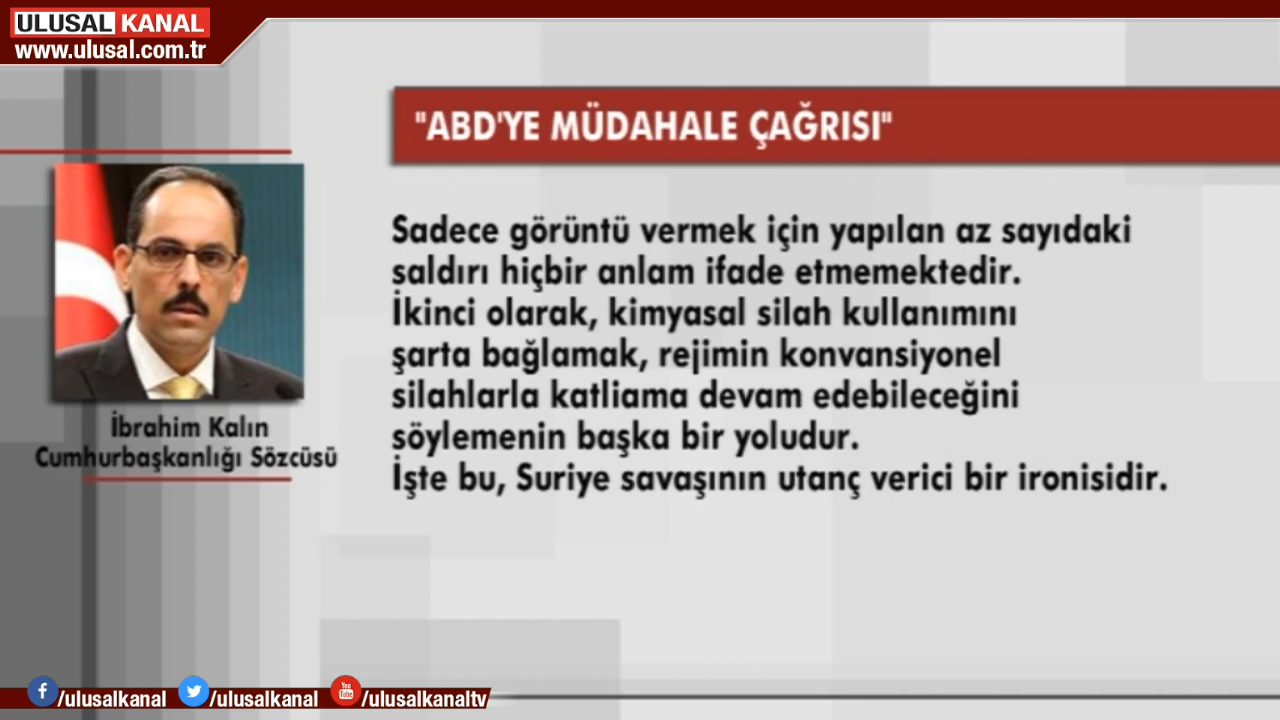 ULUSAL KANAL
www.ulusal.com.tr
"ABD'YE MÜDAHALE ÇAĞRISI"
Sadece görüntü vermek için yapılan az sayıdaki
saldırı hiçbir anlam ifade etmemektedir.
İkinci olarak, kimyasal silah kullanımını
şarta bağlamak, rejimin konvansiyonel
silahlarla katliama devam edebileceğini
söylemenin başka bir yoludur.
İşte bu, Suriye savaşının utanç verici bir ironisidir.
İbrahim Kalın
Cumhurbaşkanlığı Sözcüsü
f /ulusalkanal /ulusalkanal You Tube /ulusalkanaltv